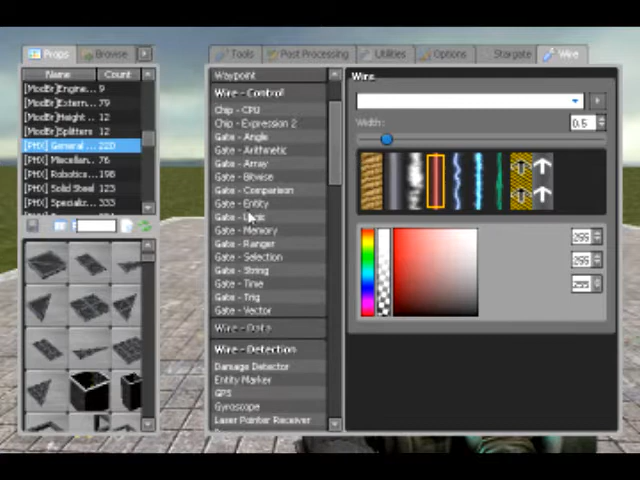 Props
Browse
Tools
Post Processing
Utilities
Options
Stargate
Wire
Name
Count
[ModBr]Engine... 9
[ModBr]Extern... 79
[ModBr]Height ... 12
[ModBr]Splitters 12
[PHX] General ... 220
[PHX] Miscellan... 76
[PHX] Robotics... 198
[PHX] Solid Steel 123
[PHX] Specializ... 333
Waypoint
Wire - Control
Chip - CPU
Chip - Expression 2
Gate - Angle
Gate - Arithmetic
Gate - Array
Gate - Bitwise
Gate - Comparison
Gate - Entity
Gate - Logic
Gate - Memory
Gate - Ranger
Gate - Selection
Gate - String
Gate - Time
Gate - Trig
Gate - Vector
Wire - Data
Wire - Detection
Damage Detector
Entity Marker
GPS
Gyroscope
Laser Pointer Receiver
Wire
Width:
0.5
255
255
255